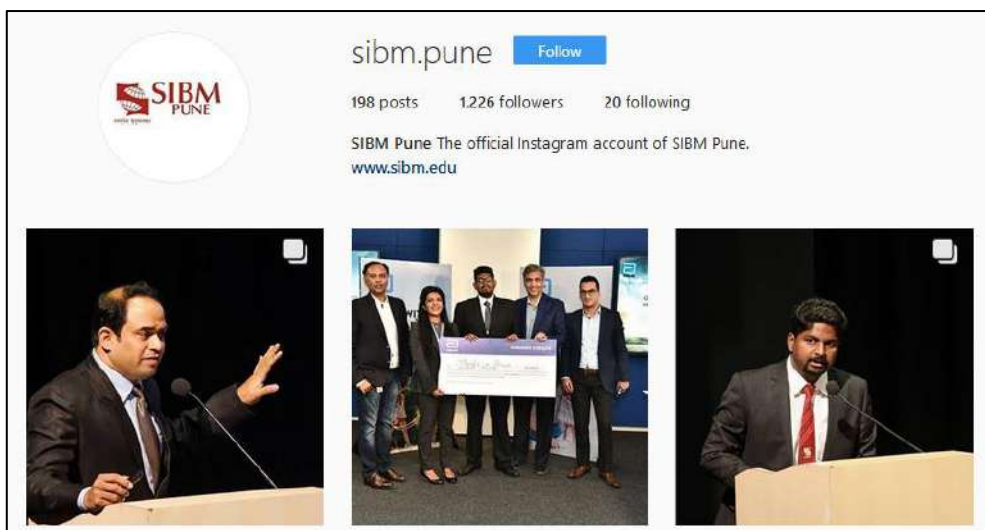 SIBM
PUNE
sibm.pune Follow
198 posts 1,226 followers 20 following
SIBM Pune The official Instagram account of SIBM Pune.
www.sibm.edu